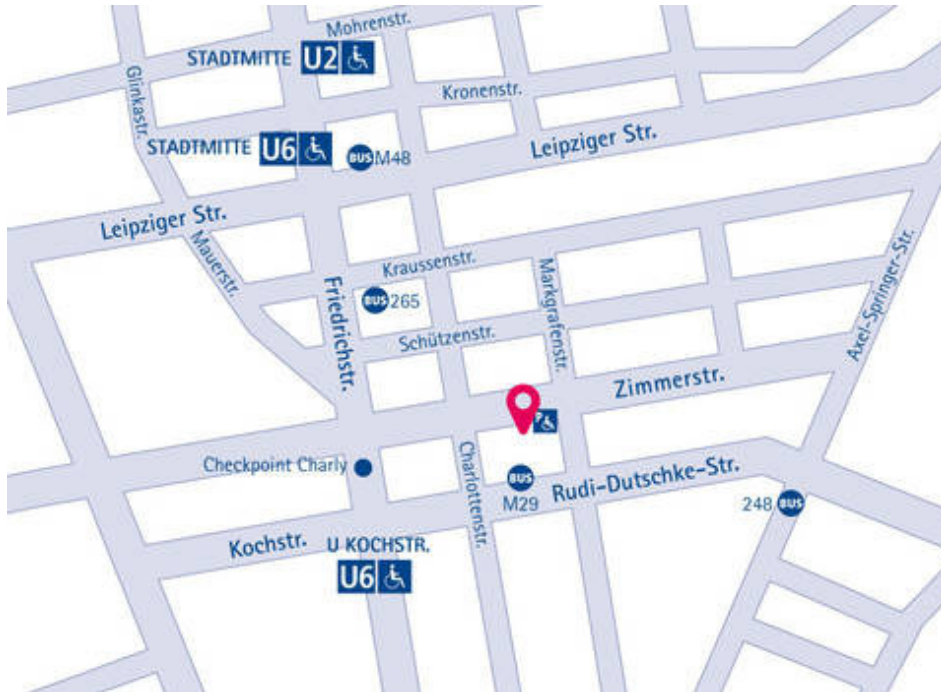 Mohrenstr.
STADTMITTE U2
Glinkastr.
Kronenstr.
STADTMITTE U6
BUS M48
Leipziger Str.
Leipziger Str.
Mauerstr.
Kraussenstr.
Markgrafenstr.
Axel-Springer-Str.
Friedrichstr.
BUS 265
Schützenstr.
Zimmerstr.
P
Checkpoint Charly
Charlottenstr.
BUS
M29
Rudi-Dutschke-Str.
248 BUS
Kochstr.
U KOCHSTR.
U6